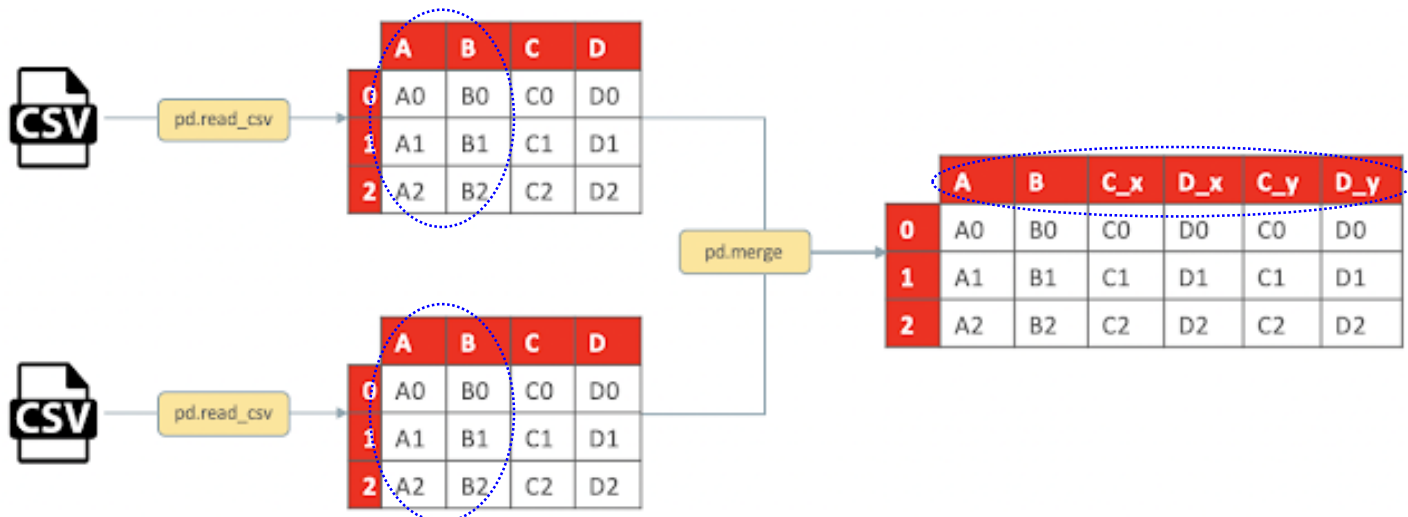 A B C D
CSV pd.read_csv 0 A0 B0 C0 D0
1 A1 B1 C1 D1
2 A2 B2 C2 D2
pd.merge
A B C_x D_x C_y D_y
0 A0 B0 C0 D0 C0 D0
1 A1 B1 C1 D1 C1 D1
2 A2 B2 C2 D2 C2 D2
A B C D
CSV pd.read_csv 0 A0 B0 C0 D0
1 A1 B1 C1 D1
2 A2 B2 C2 D2